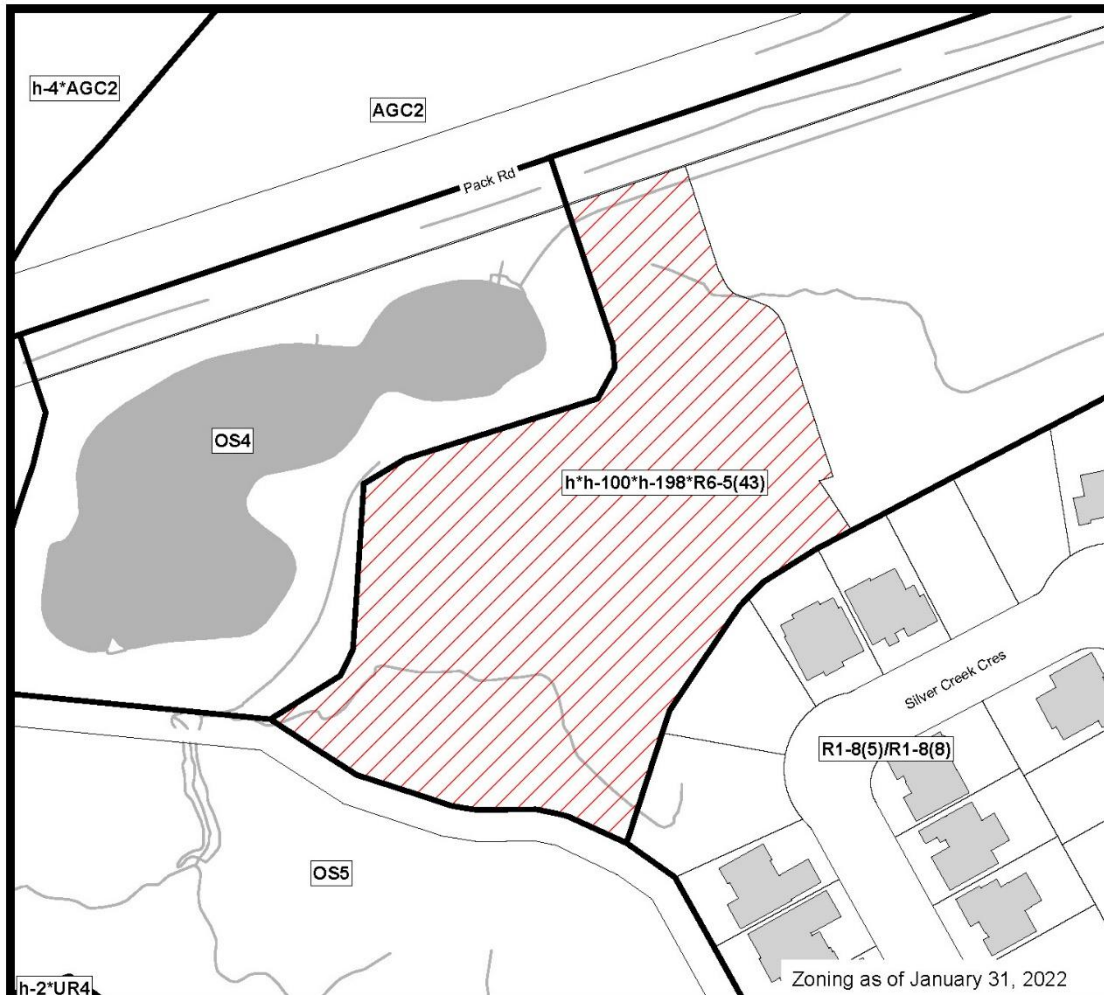 h-4*AGC2
AGC2
Pack Rd
OS4
h*h-100*h-198*R6-5(43)
Silver Creek Cres
R1-8(5)/R1-8(8)
OS5
h-2*UR4
Zoning as of January 31, 2022